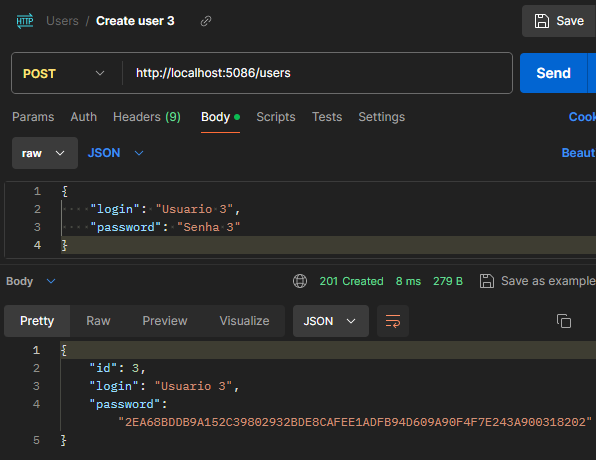 HTTP Users / Create user 3 Save
POST http://localhost:5086/users Send
Params Auth Headers (9) Body Scripts Tests Settings Cook
raw JSON Beaut
1 {
2 "login": "Usuario 3",
3 "password": "Senha 3"
4 }
Body 201 Created 8 ms 279 B Save as example
Pretty Raw Preview Visualize JSON
1 {
2 "id": 3,
3 "login": "Usuario 3",
4 "password":
"2EA68BDDB9A152C39802932BDE8CAFEE1ADFB94D609A90F4F7E243A900318202"
5 }